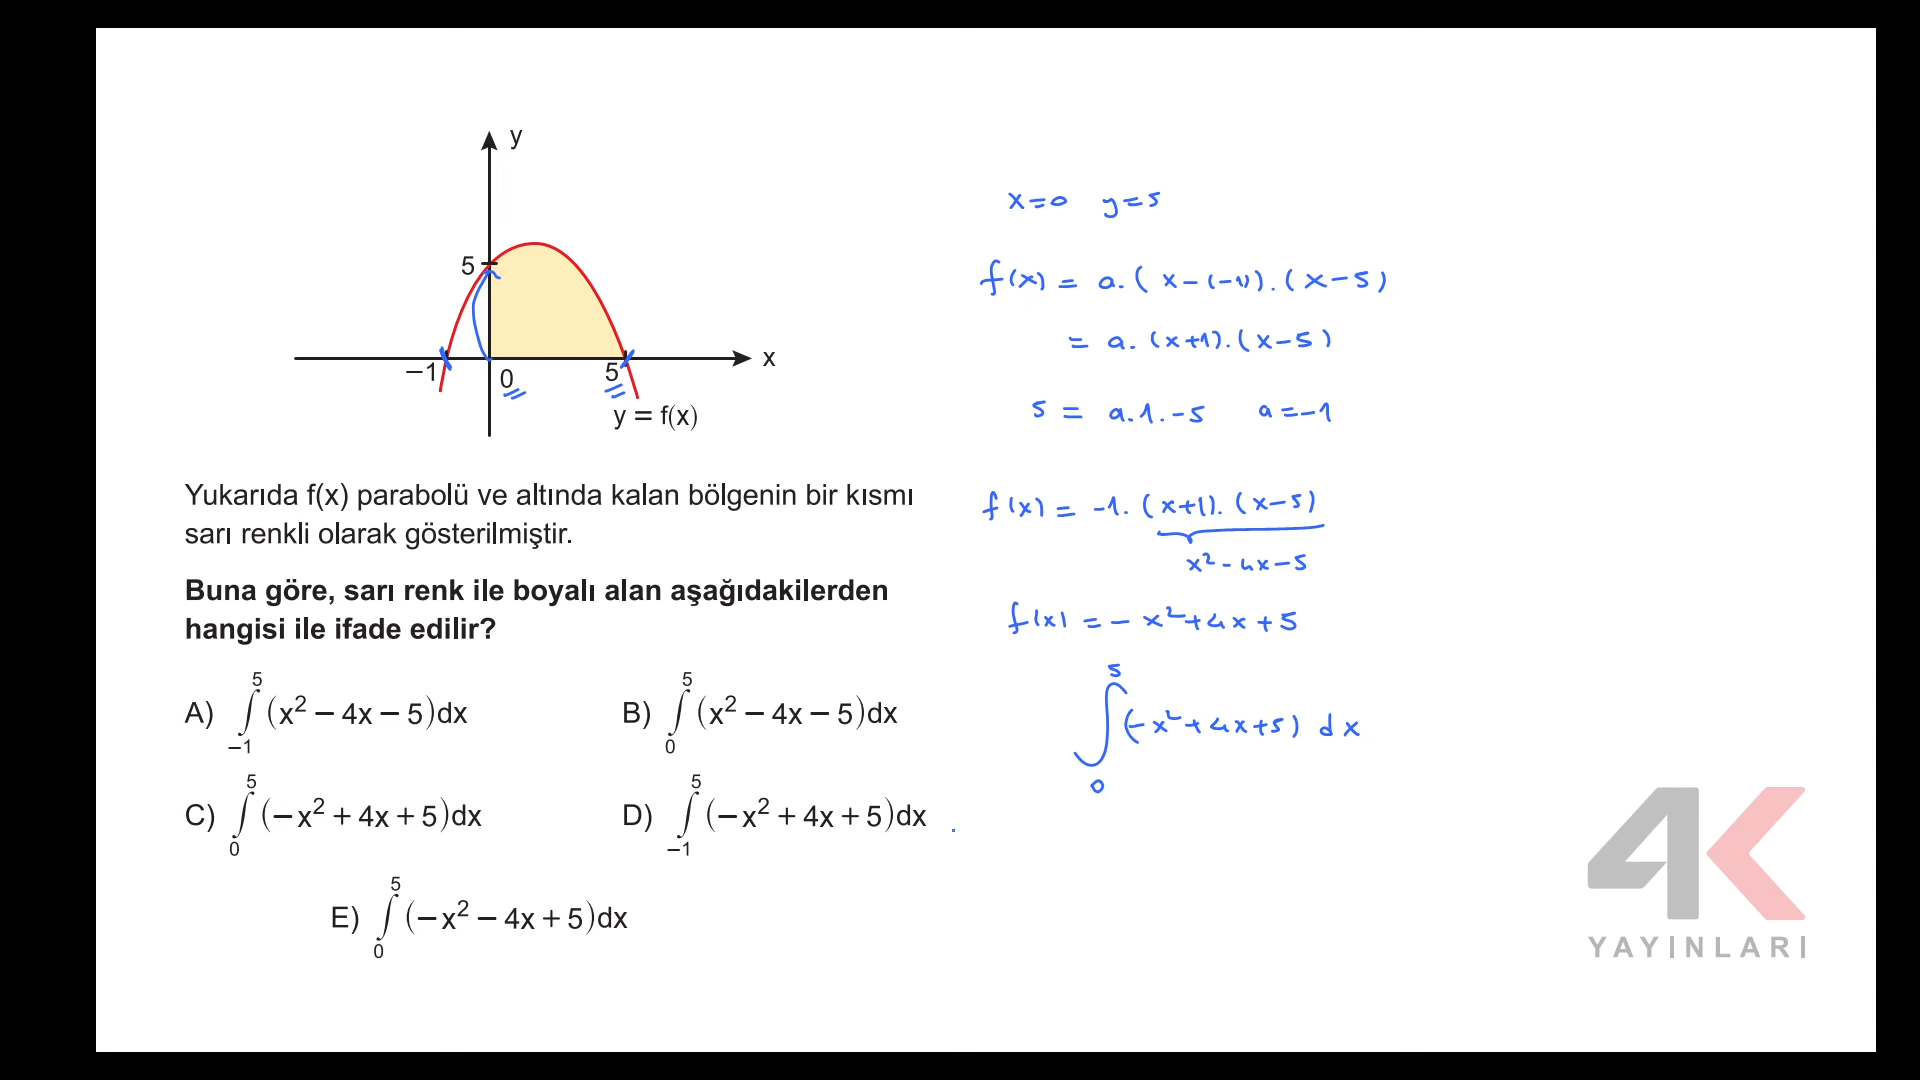 y
5
x
−1
0
5
y = f(x)
Yukarıda f(x) parabolü ve altında kalan bölgenin bir kısmı
sarı renkli olarak gösterilmiştir.
Buna göre, sarı renk ile boyalı alan aşağıdakilerden
hangisi ile ifade edilir?
A) ∫₋₁⁵ (x² − 4x − 5)dx
B) ∫₀⁵ (x² − 4x − 5)dx
C) ∫₀⁵ (−x² + 4x + 5)dx
D) ∫₋₁⁵ (−x² + 4x + 5)dx
E) ∫₀⁵ (−x² − 4x + 5)dx
x=0 y=5
f(x) = a.(x−(−1)).(x−5)
= a.(x+1).(x−5)
5 = a.1.−5 a=−1
f(x) = −1.(x+1).(x−5)
x²−4x−5
f(x) = −x²+4x+5
∫₀⁵ (−x²+4x+5) dx
4K
YAYINLARI